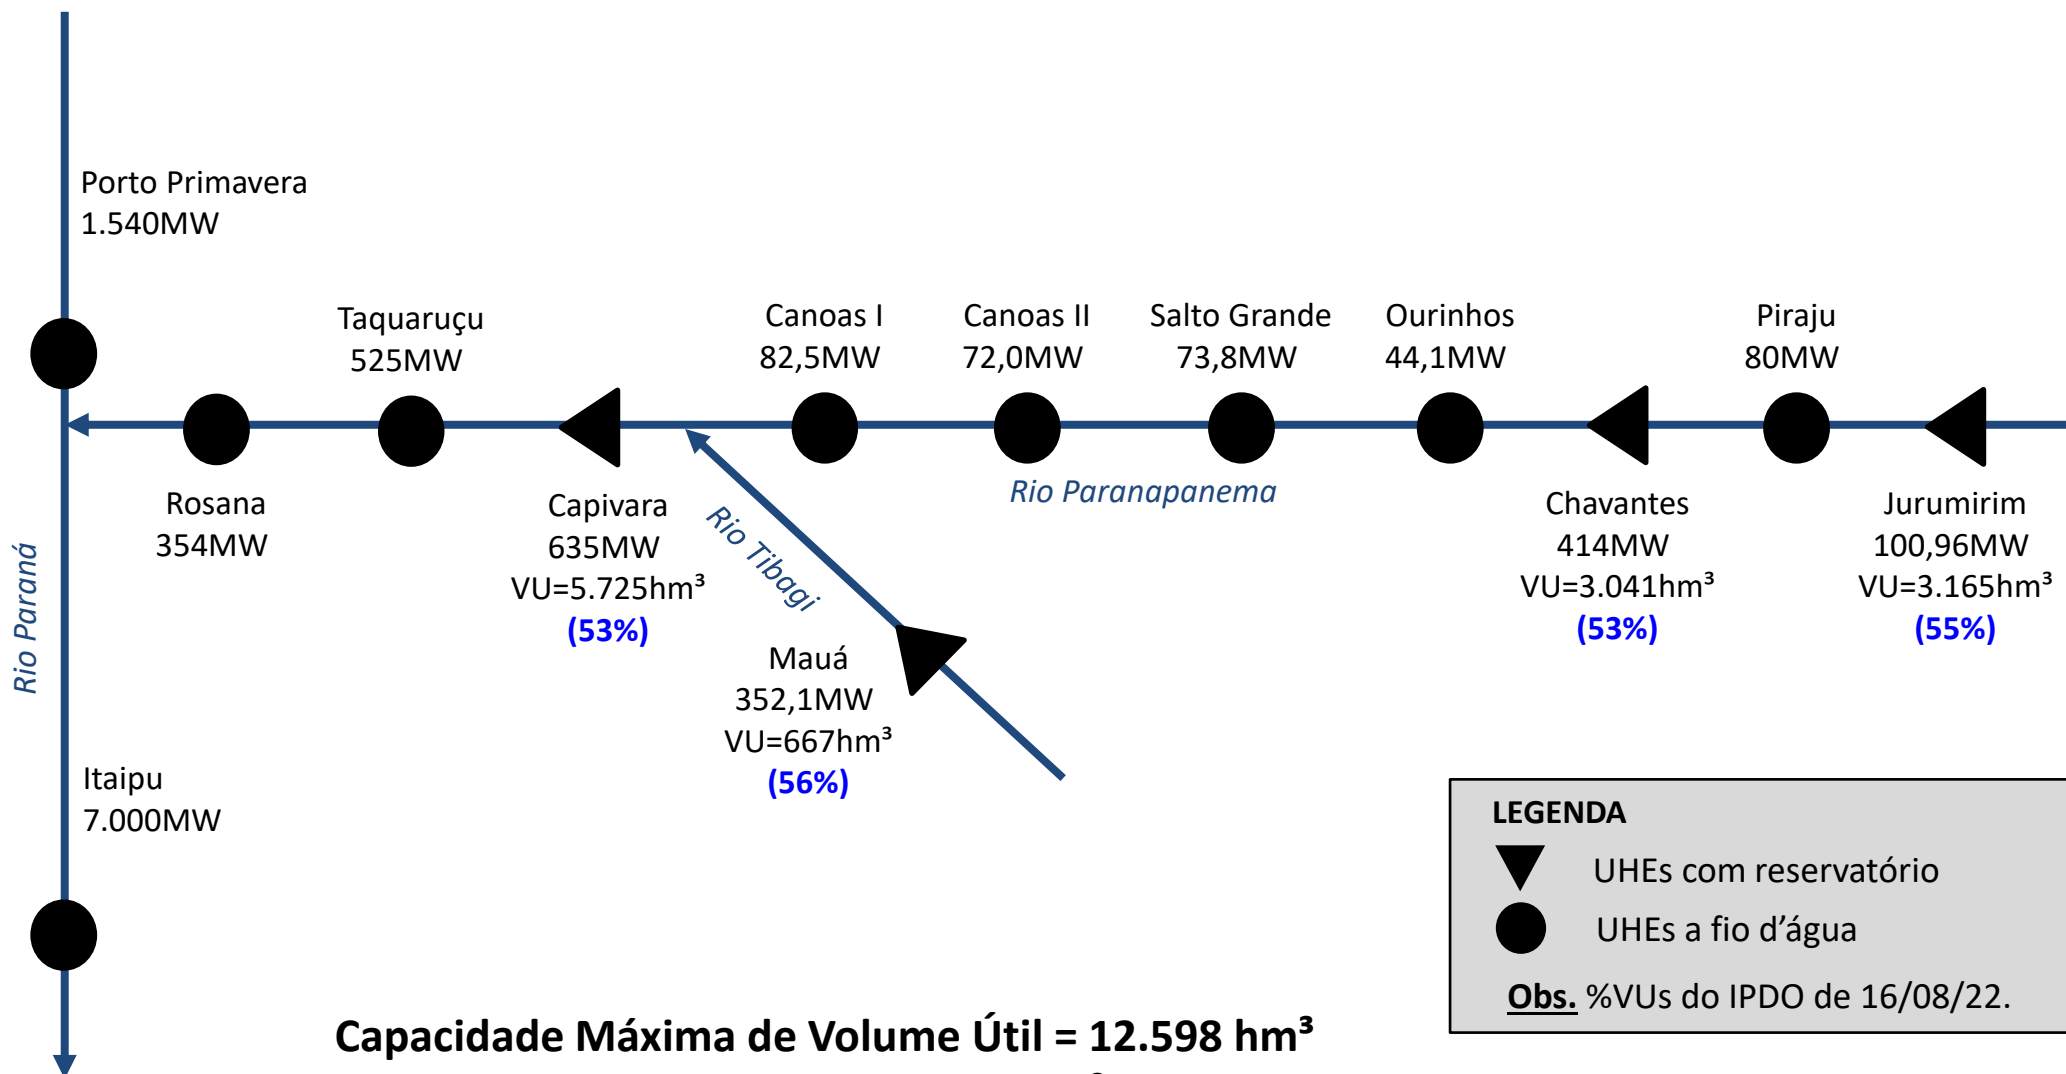 Porto Primavera
1.540MW
Taquaruçu
525MW
Canoas I
82,5MW
Canoas II
72,0MW
Salto Grande
73,8MW
Ourinhos
44,1MW
Piraju
80MW
Rio Paranapanema
Rosana
354MW
Capivara
635MW
VU=5.725hm³
(53%)
Rio Tibagi
Chavantes
414MW
VU=3.041hm³
(53%)
Jurumirim
100,96MW
VU=3.165hm³
(55%)
Rio Paraná
Mauá
352,1MW
VU=667hm³
(56%)
Itaipu
7.000MW
LEGENDA
UHEs com reservatório
UHEs a fio d’água
Obs. %VUs do IPDO de 16/08/22.
Capacidade Máxima de Volume Útil = 12.598 hm³